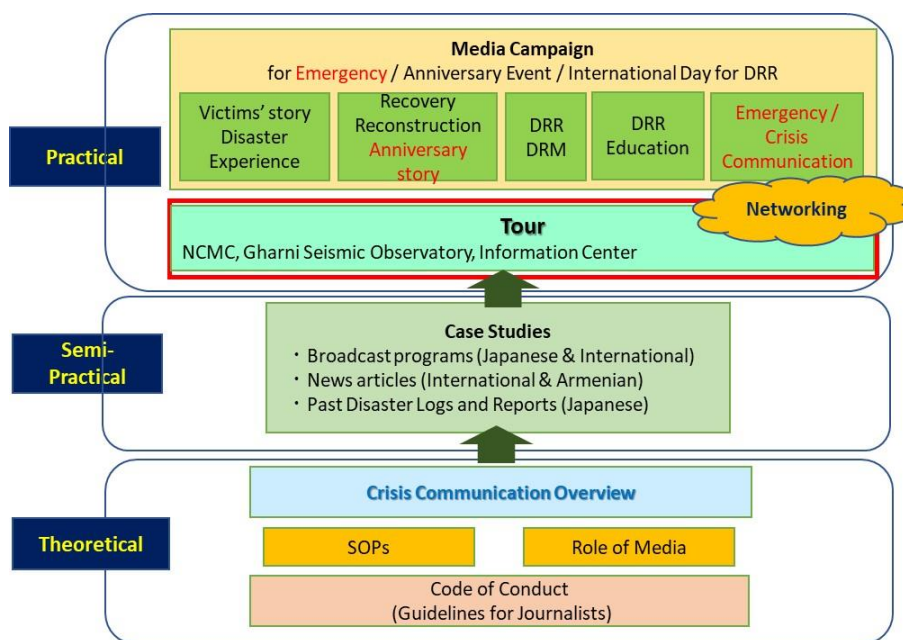 Practical
Media Campaign
for Emergency / Anniversary Event / International Day for DRR
Victims' story
Disaster
Experience
Recovery
Reconstruction
Anniversary
story
DRR
DRM
DRR
Education
Emergency /
Crisis
Communication
Networking
Tour
NCMC, Gharni Seismic Observatory, Information Center
Semi-
Practical
Case Studies
・Broadcast programs (Japanese & International)
・News articles (International & Armenian)
・Past Disaster Logs and Reports (Japanese)
Theoretical
Crisis Communication Overview
SOPs
Role of Media
Code of Conduct
(Guidelines for Journalists)